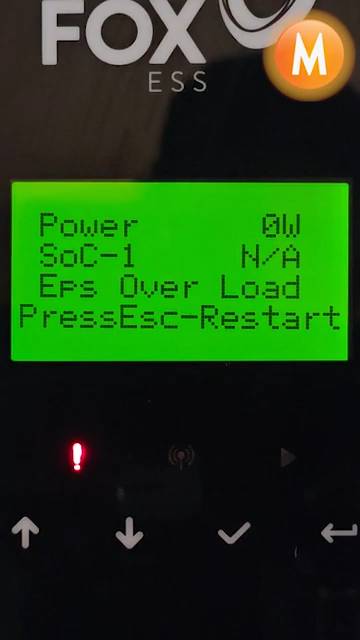 FOX
ESS
M
Power 0W
SoC-1 N/A
Eps Over Load
PressEsc-Restart